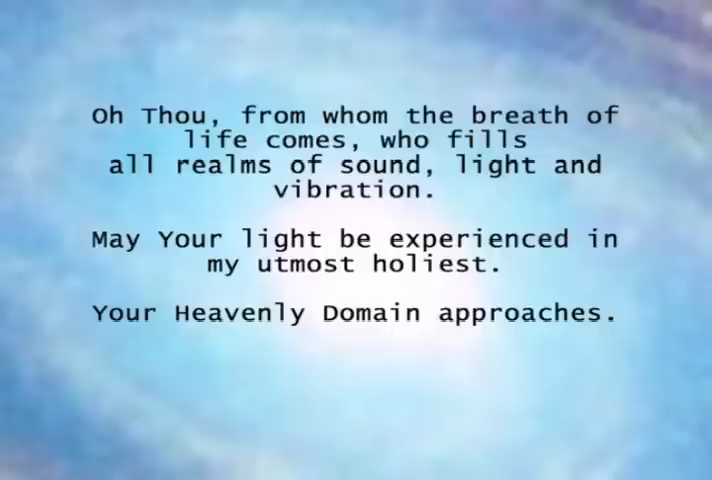 Oh Thou, from whom the breath of
life comes, who fills
all realms of sound, light and
vibration.
May Your light be experienced in
my utmost holiest.
Your Heavenly Domain approaches.